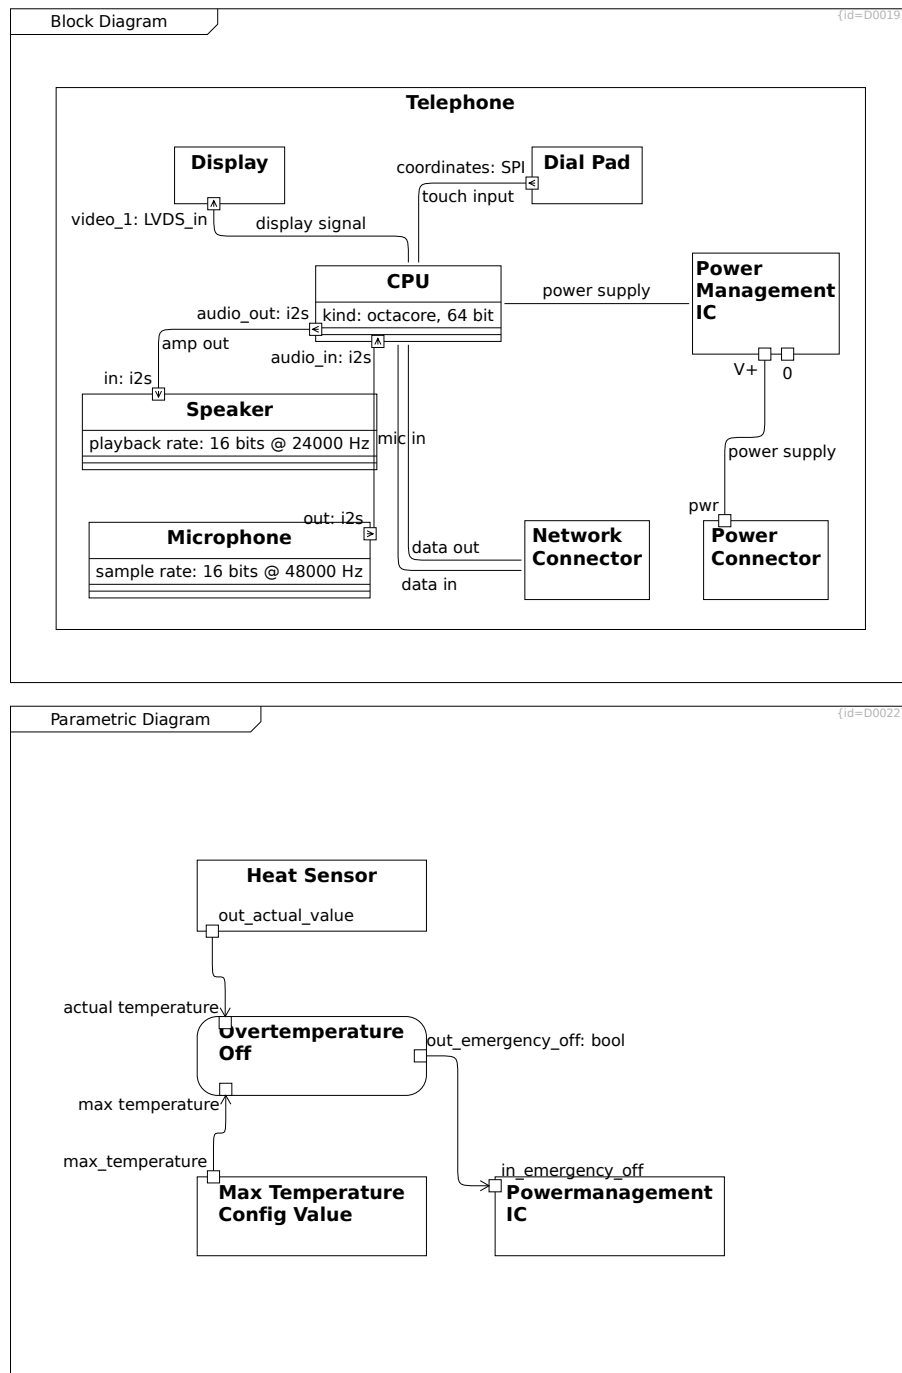 Block Diagram
{id=D0019
Telephone
Display
coordinates: SPI
Dial Pad
touch input
video_1: LVDS_in
display signal
CPU
kind: octacore, 64 bit
power supply
Power
Management
IC
audio_out: i2s
amp out
audio_in: i2s
V+
0
in: i2s
Speaker
playback rate: 16 bits @ 24000 Hz
mic in
power supply
out: i2s
pwr
Microphone
sample rate: 16 bits @ 48000 Hz
data out
data in
Network
Connector
Power
Connector
Parametric Diagram
{id=D0022
Heat Sensor
out_actual_value
actual temperature
Overtemperature
Off
out_emergency_off: bool
max temperature
max_temperature
Max Temperature
Config Value
in_emergency_off
Powermanagement
IC